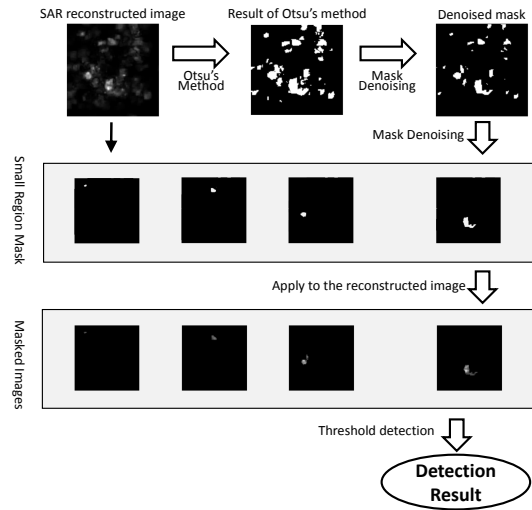 SAR reconstructed image
Result of Otsu's method
Denoised mask
Otsu's
Method
Mask
Denoising
Mask Denoising
Small Region Mask
Apply to the reconstructed image
Masked Images
Threshold detection
Detection
Result